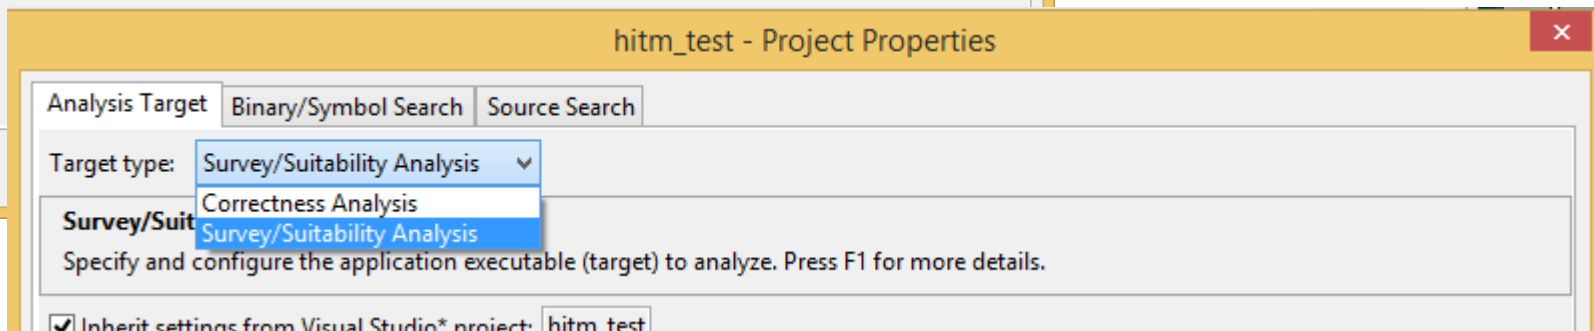 hitm_test - Project Properties
Analysis Target Binary/Symbol Search Source Search
Target type: Survey/Suitability Analysis
Correctness Analysis
Survey/Suit
Survey/Suitability Analysis
Specify and configure the application executable (target) to analyze. Press F1 for more details.
Inherit settings from Visual Studio* project: hitm_test